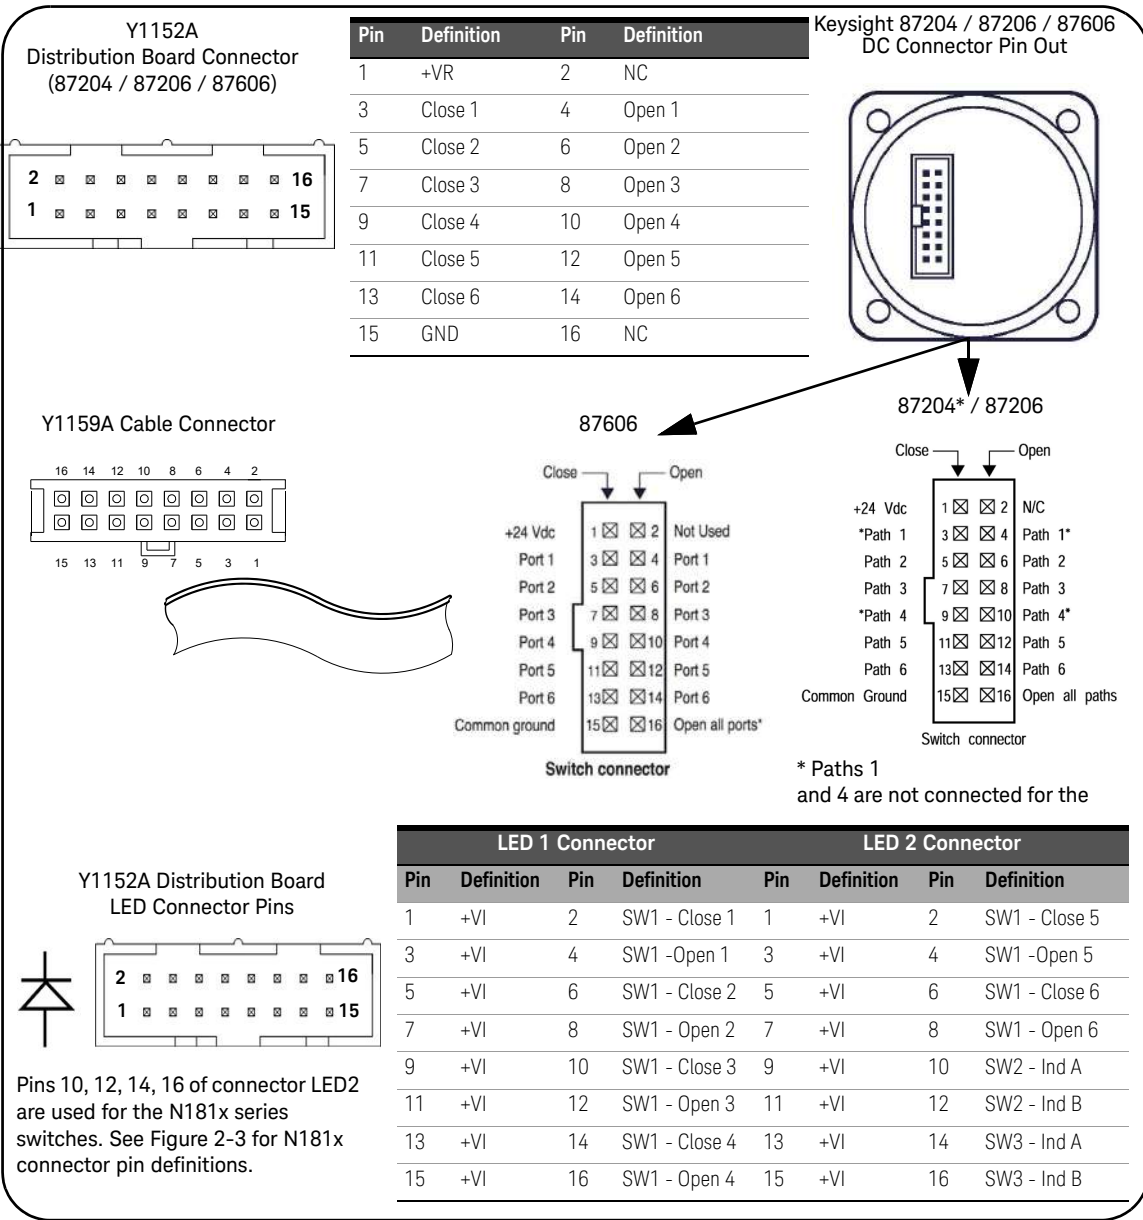 Y1152A
Distribution Board Connector
(87204 / 87206 / 87606)
2 16
1 15
Pin Definition Pin Definition
1 +VR 2 NC
3 Close 1 4 Open 1
5 Close 2 6 Open 2
7 Close 3 8 Open 3
9 Close 4 10 Open 4
11 Close 5 12 Open 5
13 Close 6 14 Open 6
15 GND 16 NC
Keysight 87204 / 87206 / 87606
DC Connector Pin Out
Y1159A Cable Connector
16 14 12 10 8 6 4 2
15 13 11 9 7 5 3 1
87606
Close Open
+24 Vdc 1 2 Not Used
Port 1 3 4 Port 1
Port 2 5 6 Port 2
Port 3 7 8 Port 3
Port 4 9 10 Port 4
Port 5 11 12 Port 5
Port 6 13 14 Port 6
Common ground 15 16 Open all ports*
Switch connector
87204* / 87206
Close Open
+24 Vdc 1 2 N/C
*Path 1 3 4 Path 1*
Path 2 5 6 Path 2
Path 3 7 8 Path 3
*Path 4 9 10 Path 4*
Path 5 11 12 Path 5
Path 6 13 14 Path 6
Common Ground 15 16 Open all paths
Switch connector
* Paths 1
and 4 are not connected for the
Y1152A Distribution Board
LED Connector Pins
2 16
1 15
Pins 10, 12, 14, 16 of connector LED2
are used for the N181x series
switches. See Figure 2-3 for N181x
connector pin definitions.
LED 1 Connector LED 2 Connector
Pin Definition Pin Definition Pin Definition Pin Definition
1 +VI 2 SW1 - Close 1 1 +VI 2 SW1 - Close 5
3 +VI 4 SW1 -Open 1 3 +VI 4 SW1 -Open 5
5 +VI 6 SW1 - Close 2 5 +VI 6 SW1 - Close 6
7 +VI 8 SW1 - Open 2 7 +VI 8 SW1 - Open 6
9 +VI 10 SW1 - Close 3 9 +VI 10 SW2 - Ind A
11 +VI 12 SW1 - Open 3 11 +VI 12 SW2 - Ind B
13 +VI 14 SW1 - Close 4 13 +VI 14 SW3 - Ind A
15 +VI 16 SW1 - Open 4 15 +VI 16 SW3 - Ind B